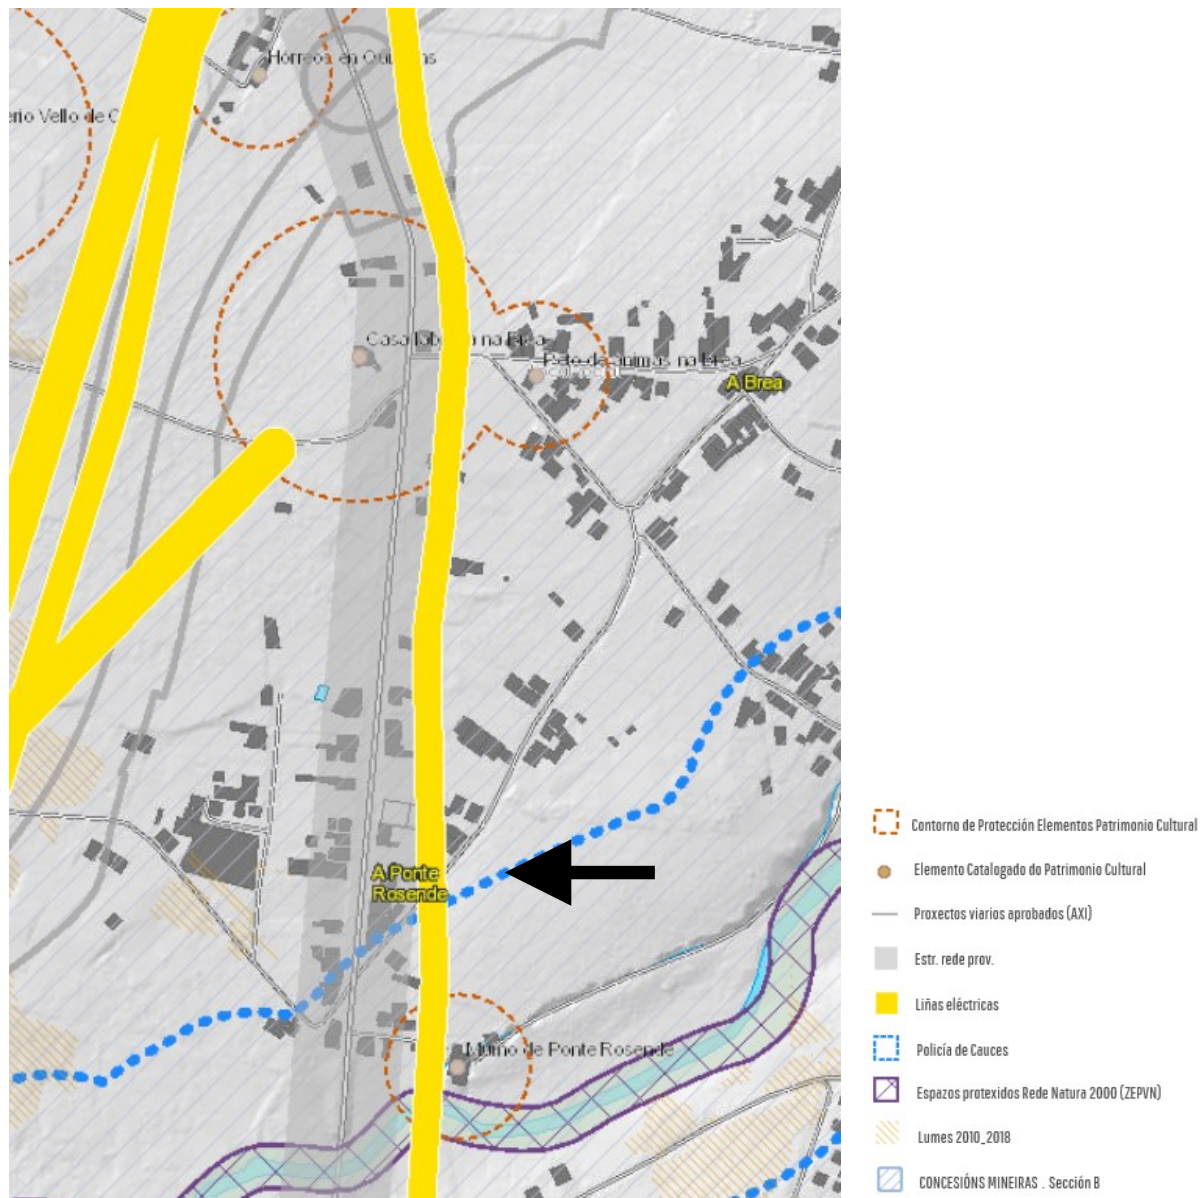 Hórreos en Qui
erio Vello de C
Casa
na Brea
Peto de ánimas na Brea
A Brea
A Ponte
Rosende
Muíño de Ponte Rosende
Contorno de Protección Elementos Patrimonio Cultural
Elemento Catalogado do Patrimonio Cultural
Proxectos viarios aprobados (AXI)
Estr. rede prov.
Liñas eléctricas
Policía de Cauces
Espazos protexidos Rede Natura 2000 (ZEPVN)
Lumes 2010_2018
CONCESIÓNS MINEIRAS . Sección B